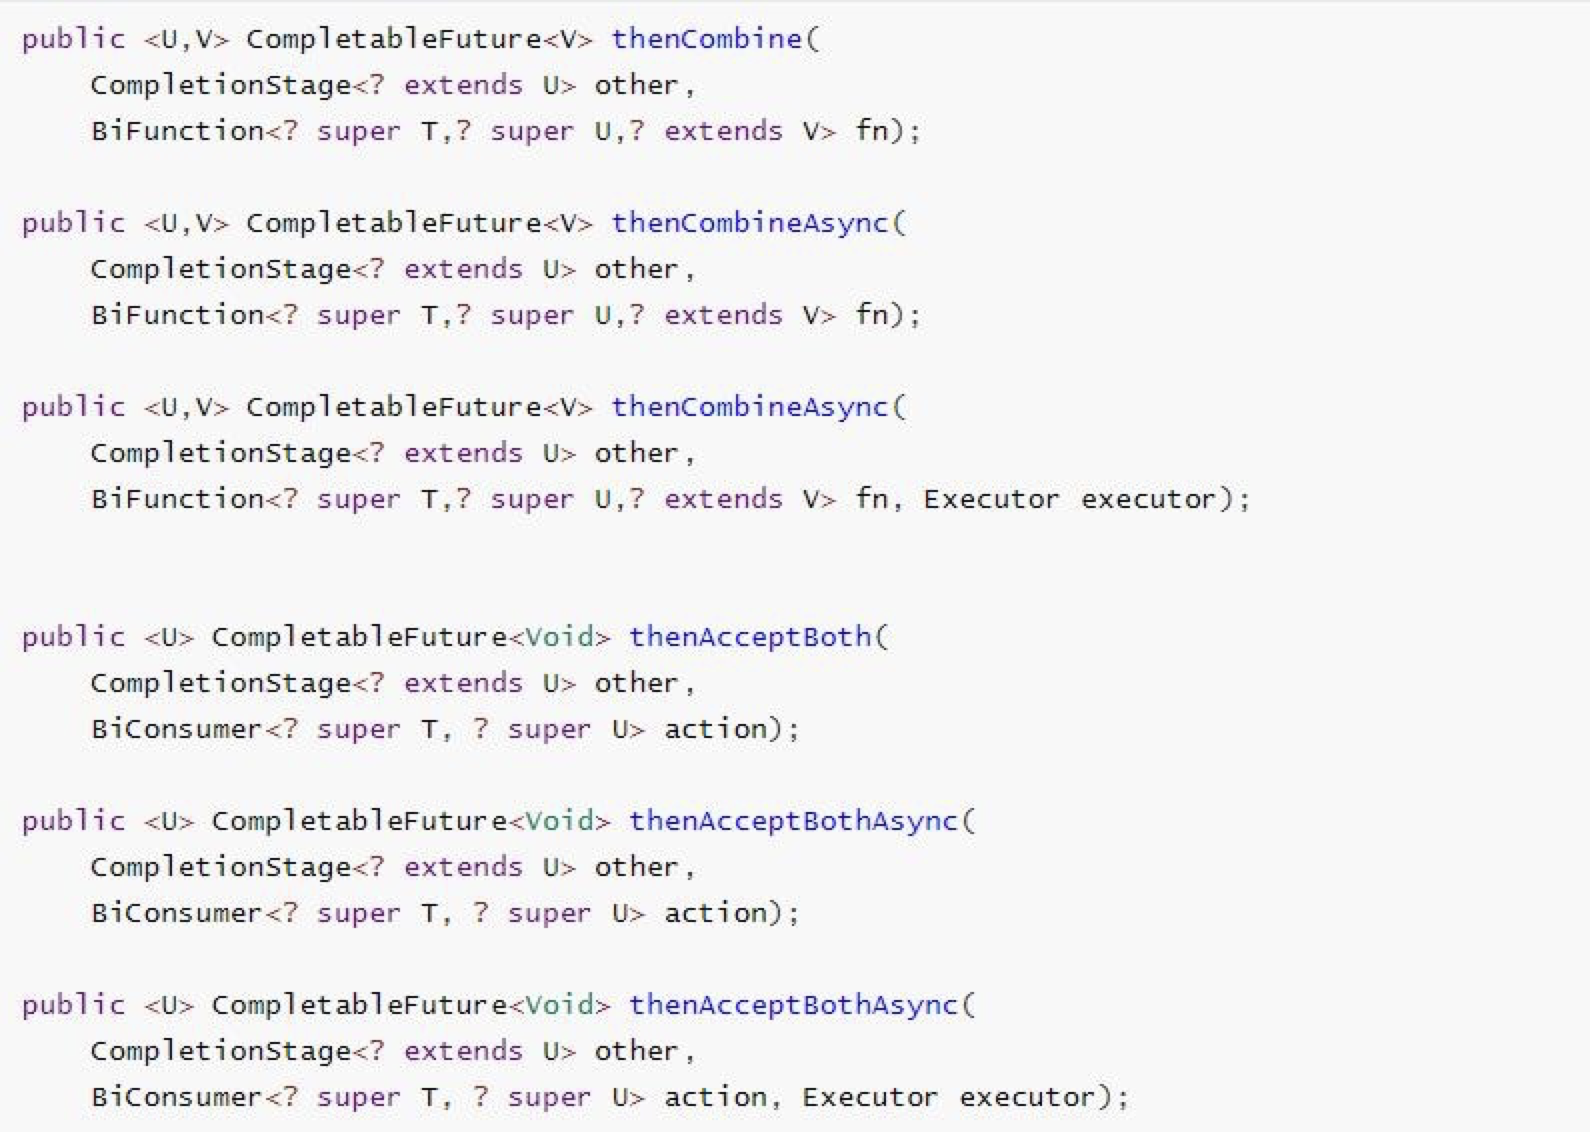 public <U,V> CompletableFuture<V> thenCombine(
    CompletionStage<? extends U> other,
    BiFunction<? super T,? super U,? extends V> fn);

public <U,V> CompletableFuture<V> thenCombineAsync(
    CompletionStage<? extends U> other,
    BiFunction<? super T,? super U,? extends V> fn);

public <U,V> CompletableFuture<V> thenCombineAsync(
    CompletionStage<? extends U> other,
    BiFunction<? super T,? super U,? extends V> fn, Executor executor);


public <U> CompletableFuture<Void> thenAcceptBoth(
    CompletionStage<? extends U> other,
    BiConsumer<? super T, ? super U> action);

public <U> CompletableFuture<Void> thenAcceptBothAsync(
    CompletionStage<? extends U> other,
    BiConsumer<? super T, ? super U> action);

public <U> CompletableFuture<Void> thenAcceptBothAsync(
    CompletionStage<? extends U> other,
    BiConsumer<? super T, ? super U> action, Executor executor);